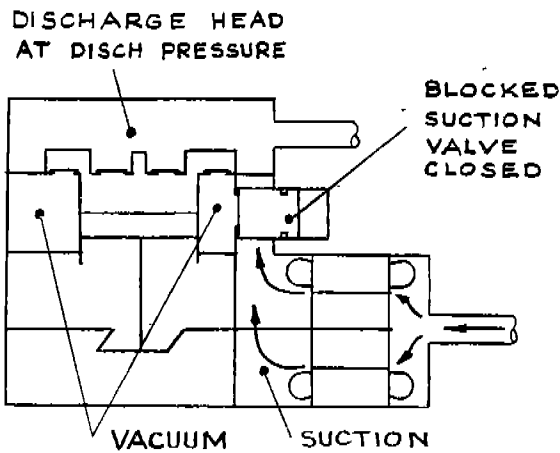 DISCHARGE HEAD
AT DISCH PRESSURE
BLOCKED
SUCTION
VALVE
CLOSED
VACUUM
SUCTION